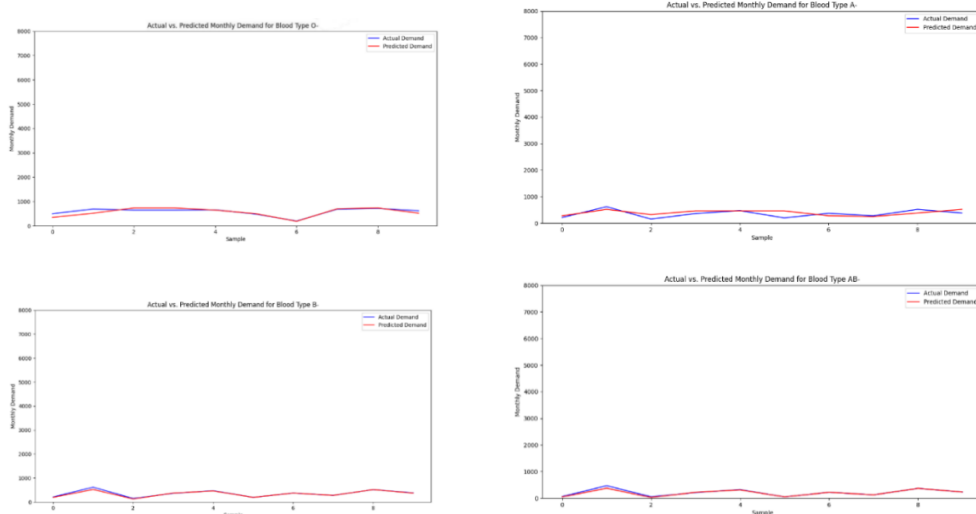 Actual vs. Predicted Monthly Demand for Blood Type O-
8000
7000
6000
5000
4000
3000
2000
1000
0
Monthly Demand
Actual Demand
Predicted Demand
0 2 4 6 8
Sample
Actual vs. Predicted Monthly Demand for Blood Type A-
8000
7000
6000
5000
4000
3000
2000
1000
0
Monthly Demand
Actual Demand
Predicted Demand
0 2 4 6 8
Sample
Actual vs. Predicted Monthly Demand for Blood Type B-
8000
7000
6000
5000
4000
3000
2000
1000
0
Monthly Demand
Actual Demand
Predicted Demand
0 2 4 6 8
Actual vs. Predicted Monthly Demand for Blood Type AB-
8000
7000
6000
5000
4000
3000
2000
1000
0
Monthly Demand
Actual Demand
Predicted Demand
0 2 4 6 8
Sample